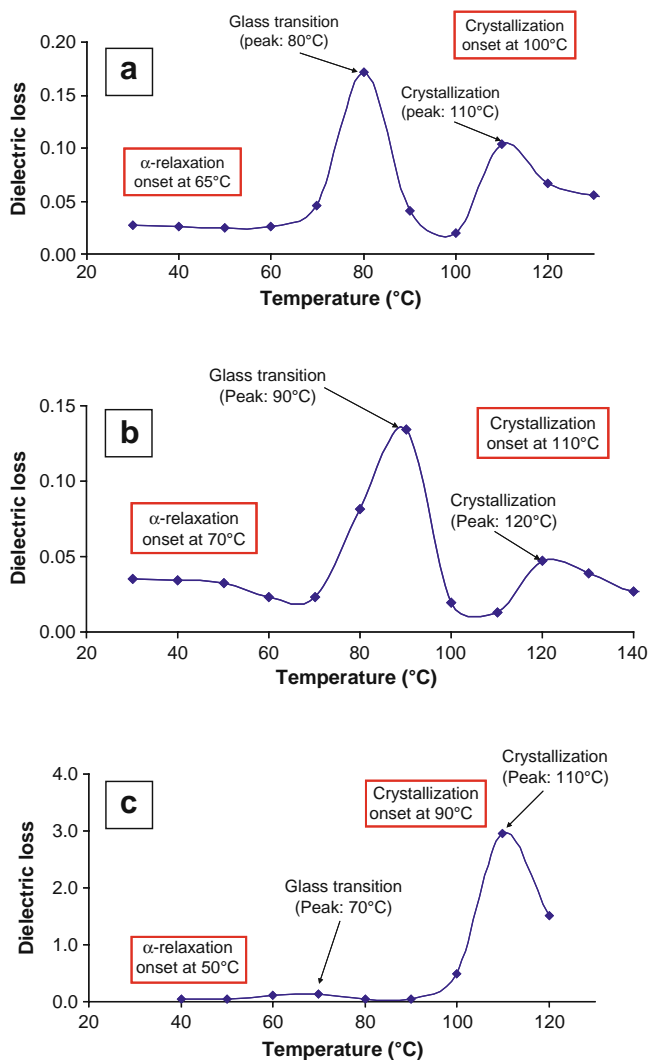 a
Glass transition
(peak: 80°C)
Crystallization
onset at 100°C
Crystallization
(peak: 110°C)
α-relaxation
onset at 65°C
Dielectric loss
0.20
0.15
0.10
0.05
0.00
20 40 60 80 100 120
Temperature (°C)
b
Glass transition
(Peak: 90°C)
Crystallization
onset at 110°C
Crystallization
(Peak: 120°C)
α-relaxation
onset at 70°C
Dielectric loss
0.15
0.10
0.05
0.00
20 40 60 80 100 120 140
Temperature (°C)
c
Crystallization
(Peak: 110°C)
Crystallization
onset at 90°C
Glass transition
(Peak: 70°C)
α-relaxation
onset at 50°C
Dielectric loss
4.0
3.0
2.0
1.0
0.0
20 40 60 80 100 120
Temperature (°C)